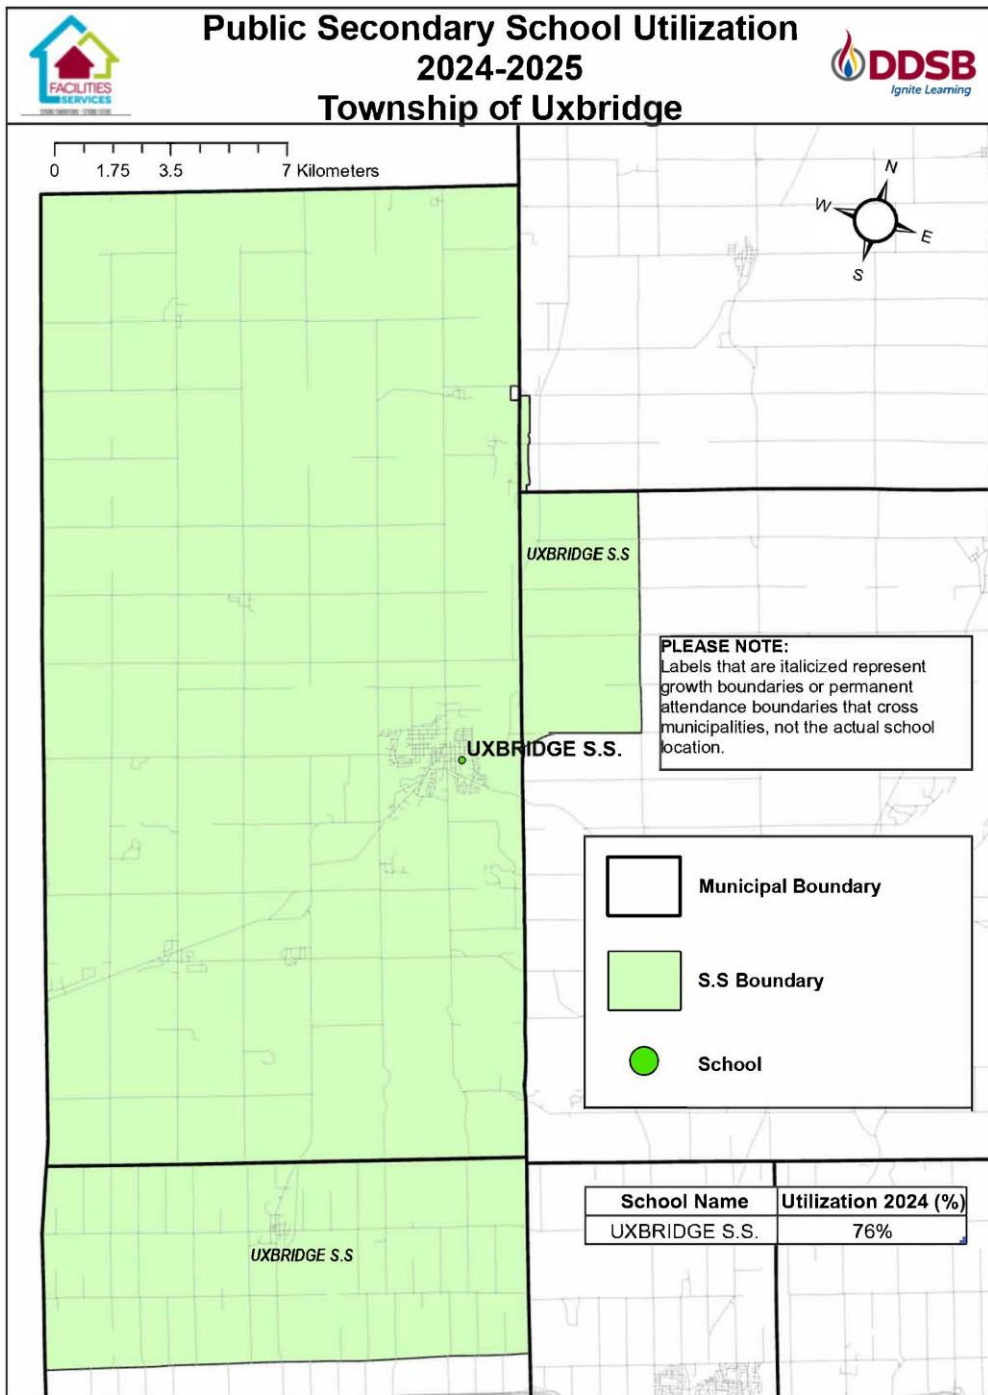 Public Secondary School Utilization
2024-2025
Township of Uxbridge
FACILITIES
SERVICES
DDSB
Ignite Learning
0 1.75 3.5 7 Kilometers
N
W
E
S
UXBRIDGE S.S
PLEASE NOTE:
Labels that are italicized represent
growth boundaries or permanent
attendance boundaries that cross
municipalities, not the actual school
location.
UXBRIDGE S.S.
Municipal Boundary
S.S Boundary
School
School Name Utilization 2024 (%)
UXBRIDGE S.S. 76%
UXBRIDGE S.S